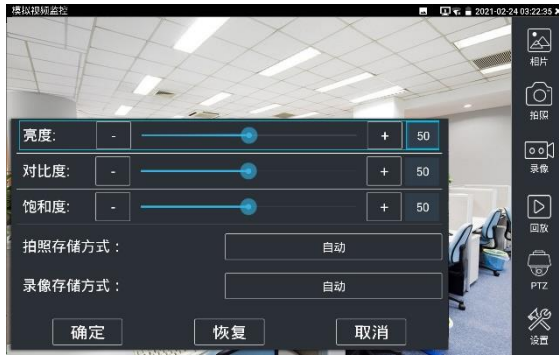 模拟视频监控
2021-02-24 03:22:35
相片
拍照
录像
回放
PTZ
设置
亮度: - + 50
对比度: - + 50
饱和度: - + 50
拍照存储方式： 自动
录像存储方式： 自动
确定 恢复 取消